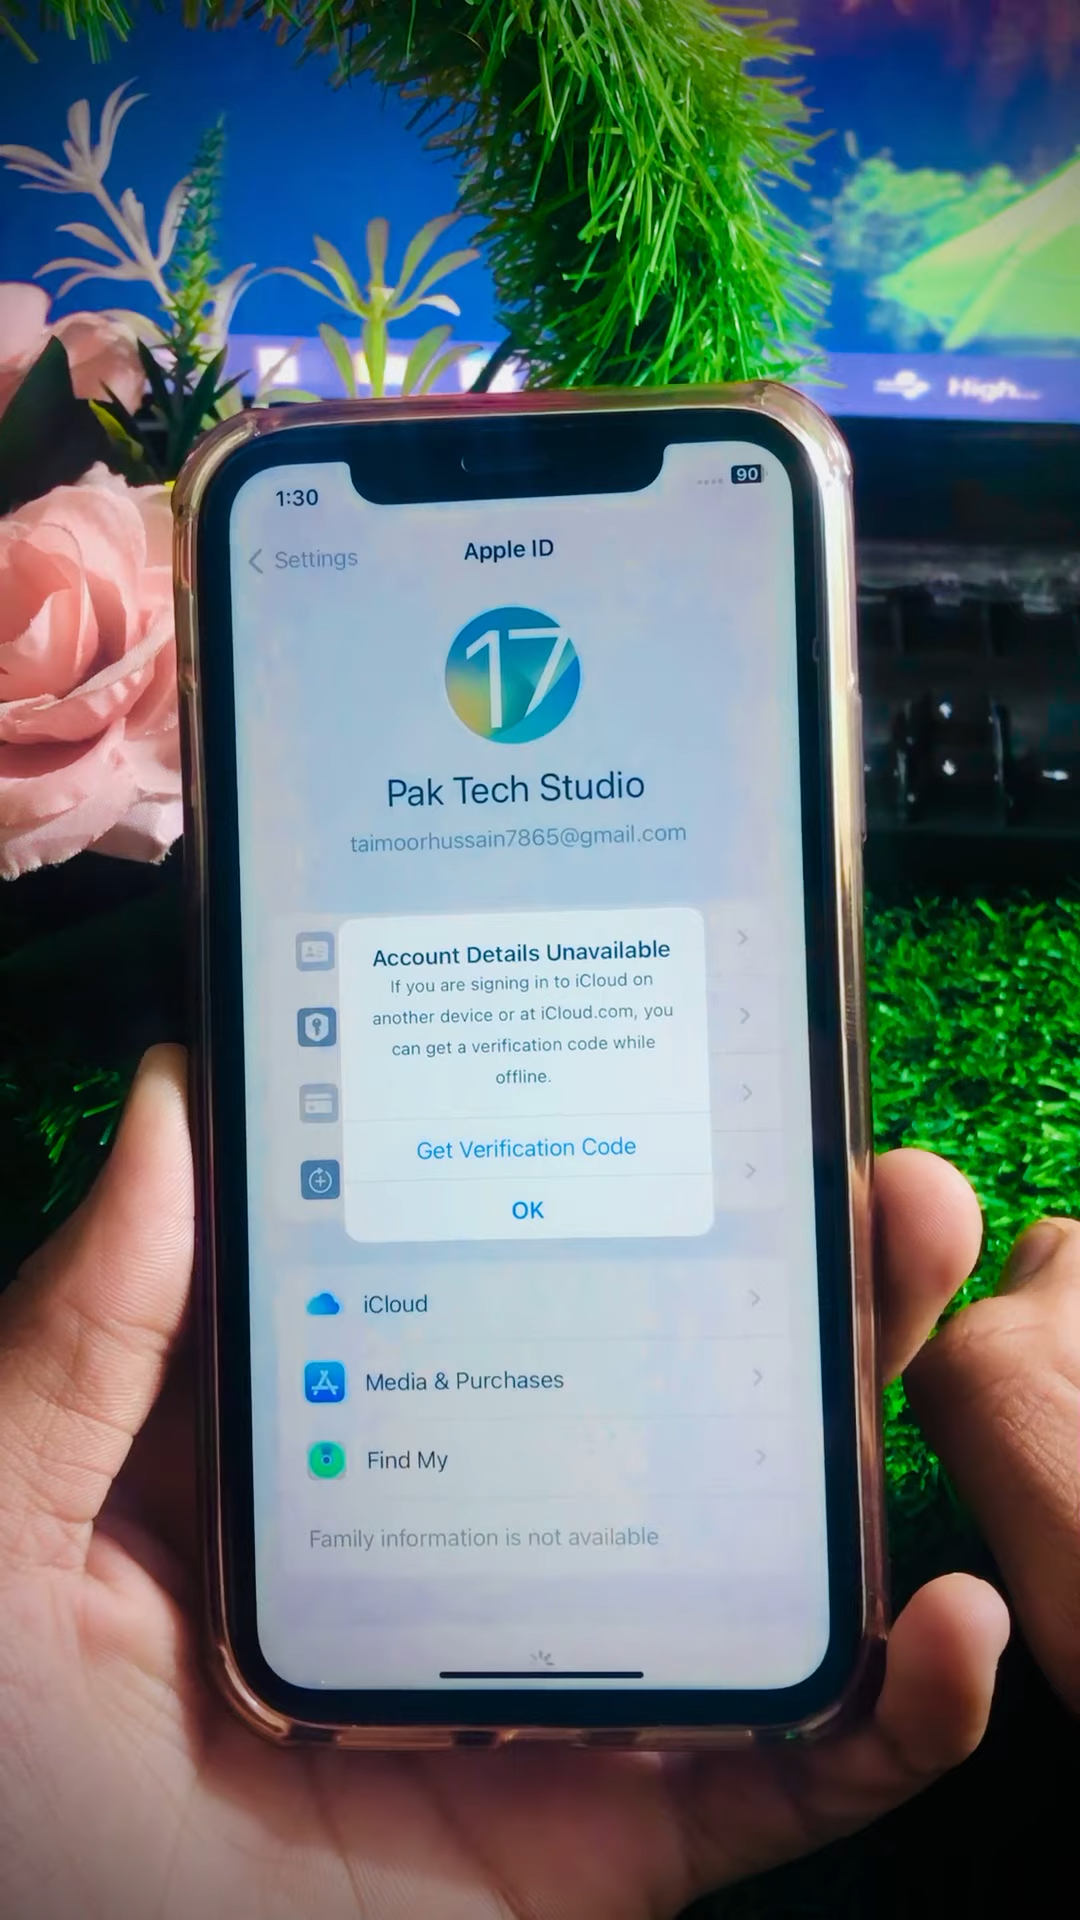 High...
1:30
90
Settings
Apple ID
17
Pak Tech Studio
taimoorhussain7865@gmail.com
Account Details Unavailable
If you are signing in to iCloud on
another device or at iCloud.com, you
can get a verification code while
offline.
Get Verification Code
OK
iCloud
Media & Purchases
Find My
Family information is not available